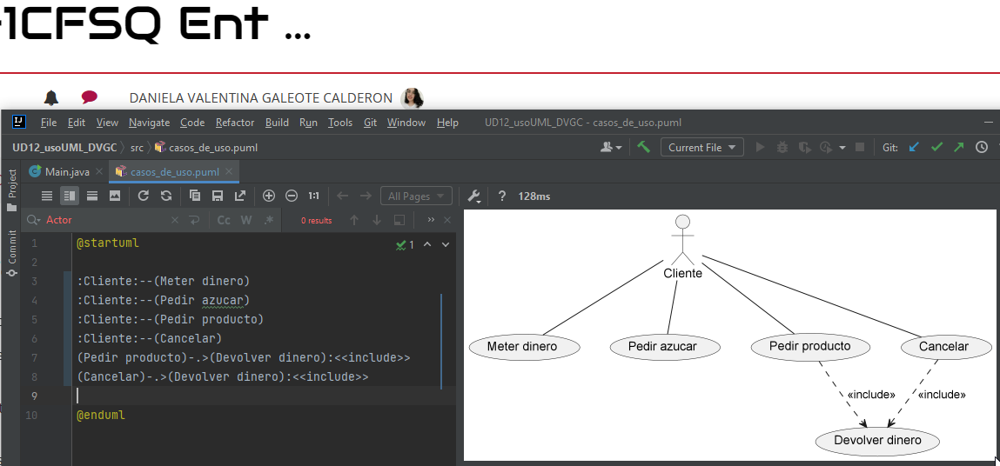 1CFSQ Ent ...
DANIELA VALENTINA GALEOTE CALDERON
IJ File Edit View Navigate Code Refactor Build Run Tools Git Window Help UD12_usoUML_DVGC - casos_de_uso.puml
UD12_usoUML_DVGC src casos_de_uso.puml Current File Git:
Project
Commit
Main.java casos_de_uso.puml
1:1 All Pages ? 128ms
Actor Cc W .* 0 results
1 @startuml 1
2
3 :Cliente:--(Meter dinero)
4 :Cliente:--(Pedir azucar)
5 :Cliente:--(Pedir producto)
6 :Cliente:--(Cancelar)
7 (Pedir producto)-.>(Devolver dinero):<<include>>
8 (Cancelar)-.>(Devolver dinero):<<include>>
9
10 @enduml
Cliente
Meter dinero Pedir azucar Pedir producto Cancelar
«include» «include»
Devolver dinero